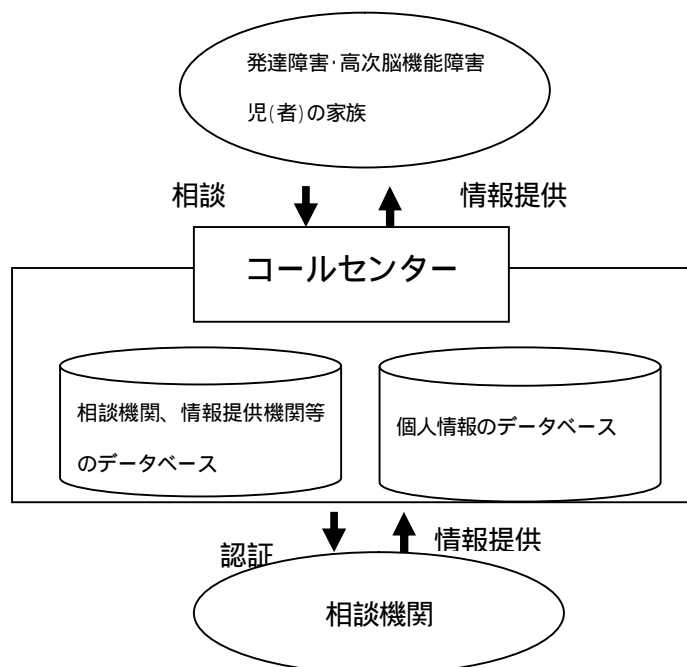 発達障害・高次脳機能障害
児(者)の家族
相談
情報提供
コールセンター
相談機関、情報提供機関等
のデータベース
個人情報のデータベース
認証
情報提供
相談機関